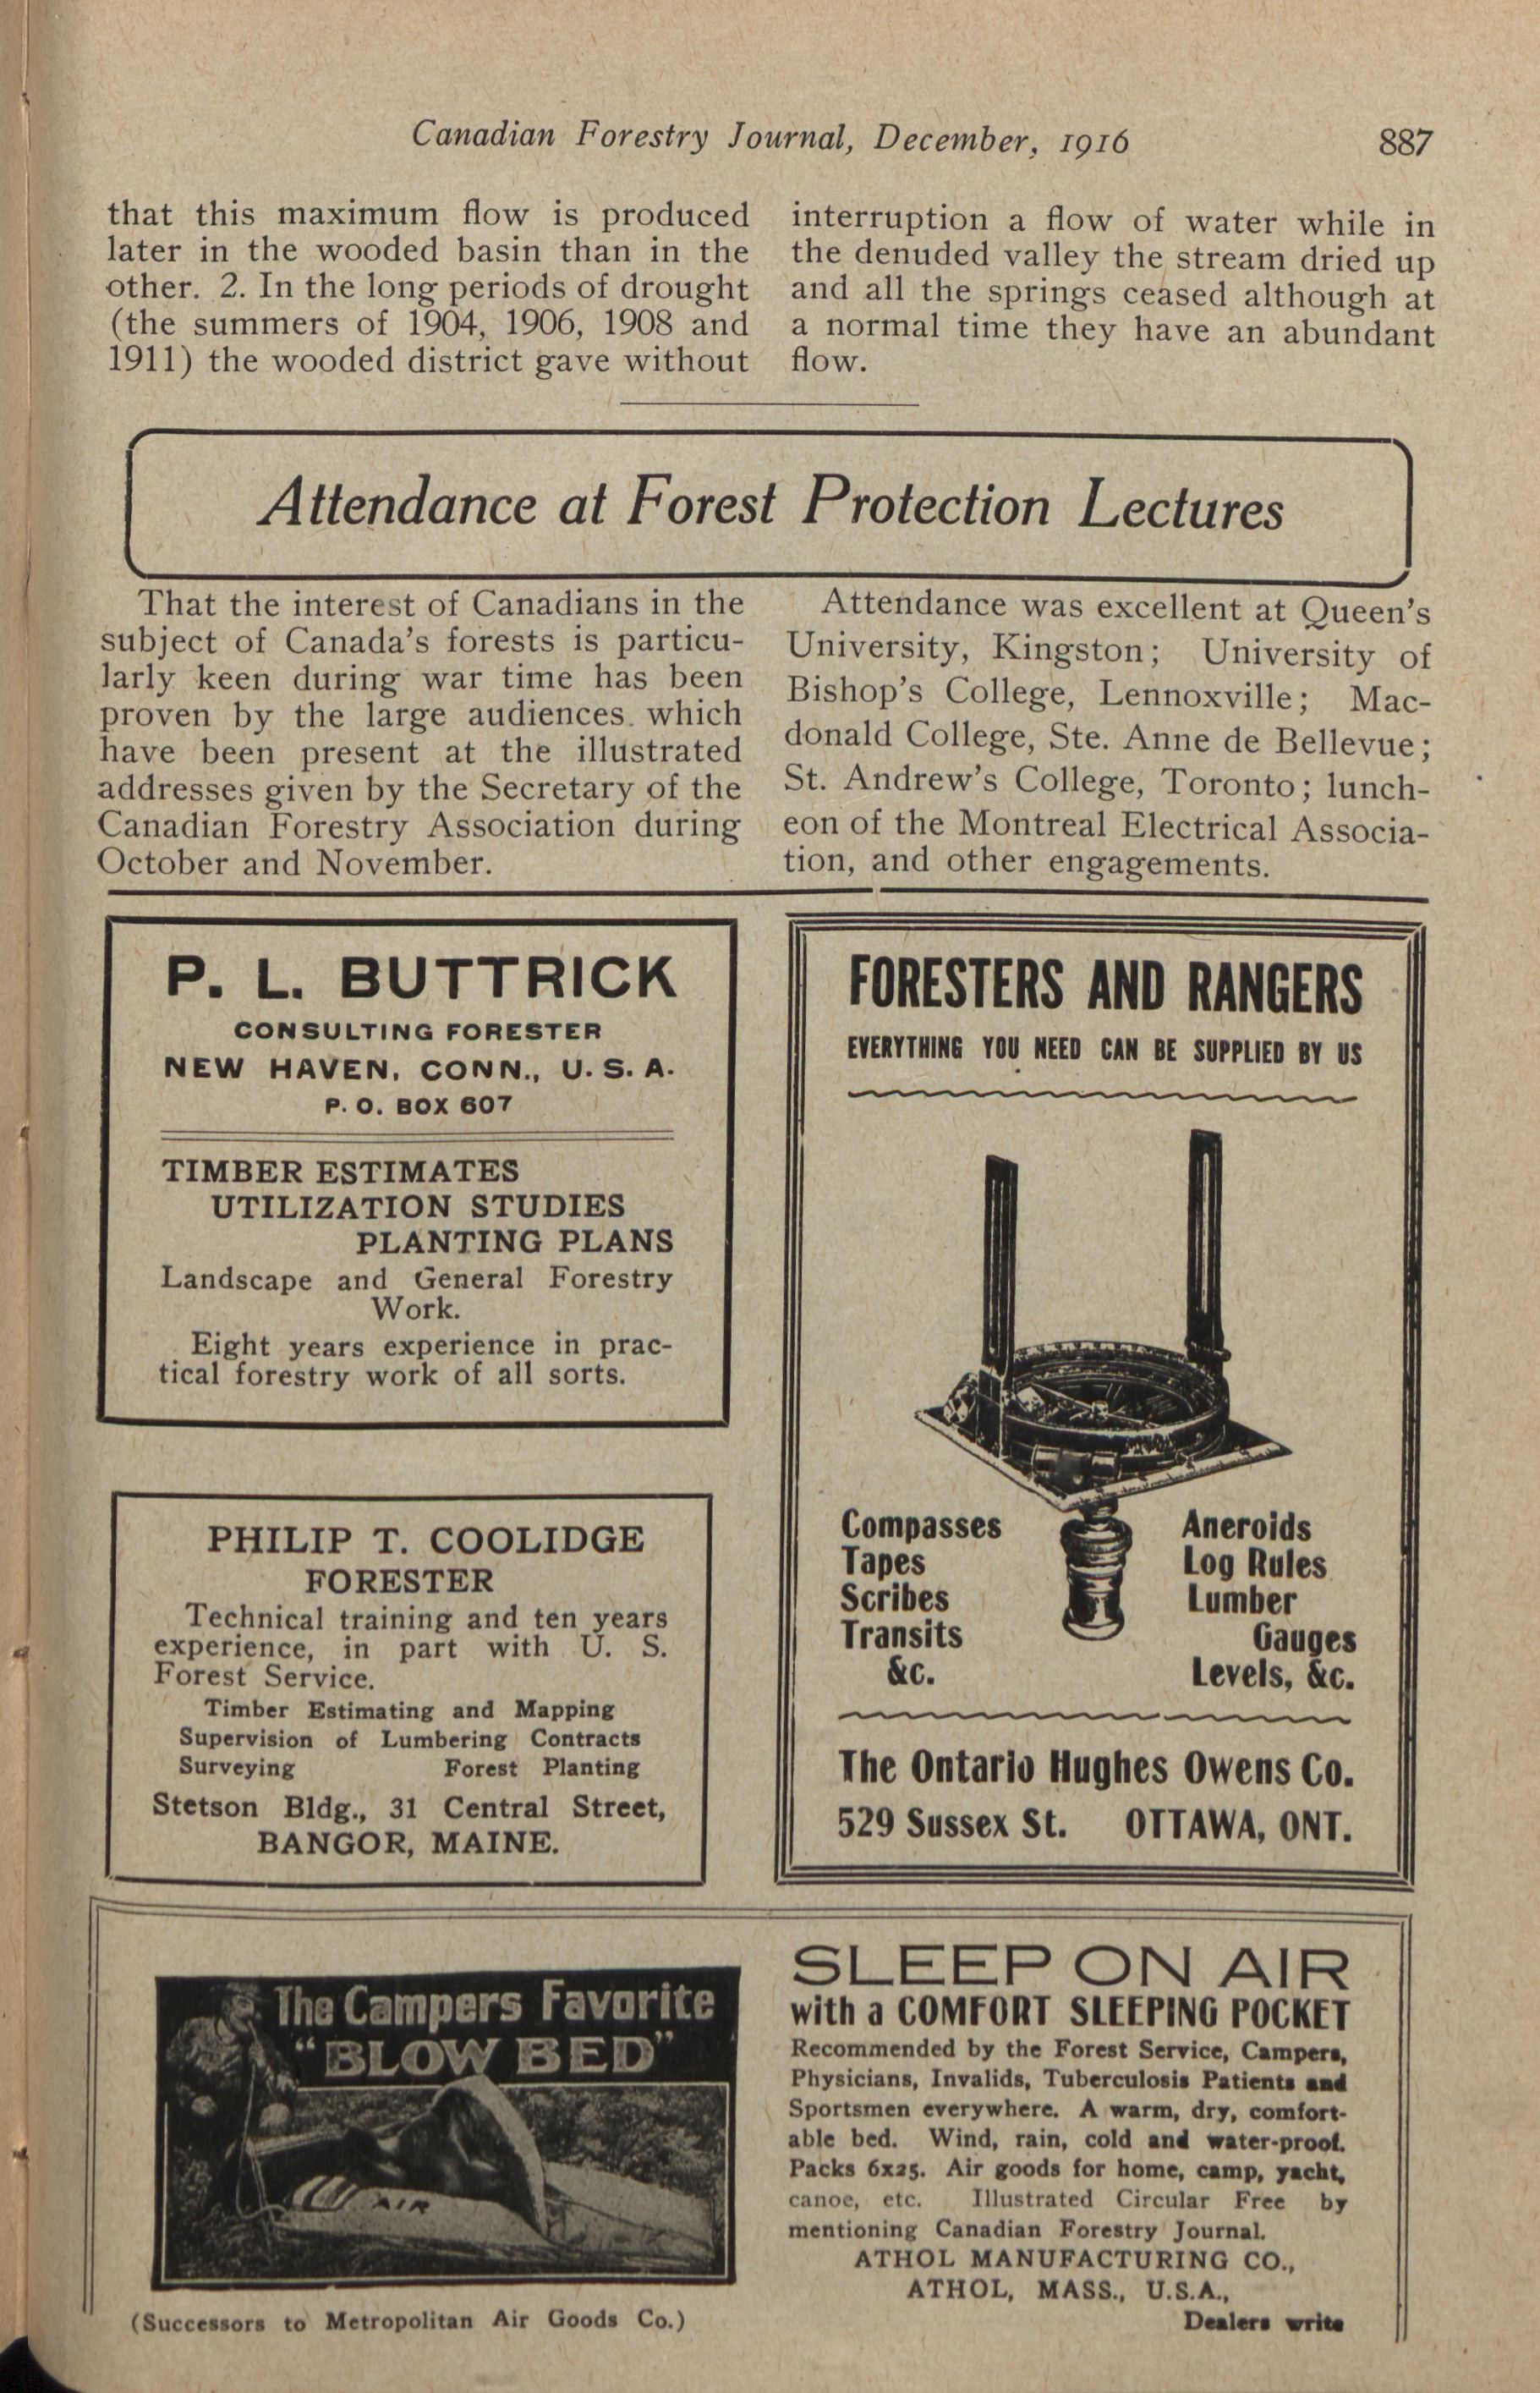 Canadian Forestry Journal, December, 1916 887
that this maximum flow is produced
later in the wooded basin than in the
other. 2. In the long periods of drought
(the summers of 1904, 1906, 1908 and
1911) the wooded district gave without
interruption a flow of water while in
the denuded valley the stream dried up
and all the springs ceased although at
a normal time they have an abundant
flow.
Attendance at Forest Protection Lectures
That the interest of Canadians in the
subject of Canada's forests is particu-
larly keen during war time has been
proven by the large audiences. which
have been present at the illustrated
addresses given by the Secretary of the
Canadian Forestry Association during
October and November.
Attendance was excellent at Queen's
University, Kingston; University of
Bishop's College, Lennoxville; Mac-
donald College, Ste. Anne de Bellevue;
St. Andrew's College, Toronto; lunch-
eon of the Montreal Electrical Associa-
tion, and other engagements.
P. L. BUTTRICK
CONSULTING FORESTER
NEW HAVEN, CONN., U. S. A.
P. O. BOX 607
TIMBER ESTIMATES
UTILIZATION STUDIES
PLANTING PLANS
Landscape and General Forestry
Work.
Eight years experience in prac-
tical forestry work of all sorts.
PHILIP T. COOLIDGE
FORESTER
Technical training and ten years
experience, in part with U. S.
Forest Service.
Timber Estimating and Mapping
Supervision of Lumbering Contracts
Surveying Forest Planting
Stetson Bldg., 31 Central Street,
BANGOR, MAINE.
FORESTERS AND RANGERS
EVERYTHING YOU NEED CAN BE SUPPLIED BY US
Compasses
Tapes
Scribes
Transits
&c.
Aneroids
Log Rules
Lumber
Gauges
Levels, &c.
The Ontario Hughes Owens Co.
529 Sussex St. OTTAWA, ONT.
The Campers Favorite
"BLOW BED"
AIR
(Successors to Metropolitan Air Goods Co.)
SLEEP ON AIR
with a COMFORT SLEEPING POCKET
Recommended by the Forest Service, Campers,
Physicians, Invalids, Tuberculosis Patients and
Sportsmen everywhere. A warm, dry, comfort-
able bed. Wind, rain, cold and water-proof.
Packs 6x25. Air goods for home, camp, yacht,
canoe, etc. Illustrated Circular Free by
mentioning Canadian Forestry Journal.
ATHOL MANUFACTURING CO.,
ATHOL, MASS., U.S.A.,
Dealers write